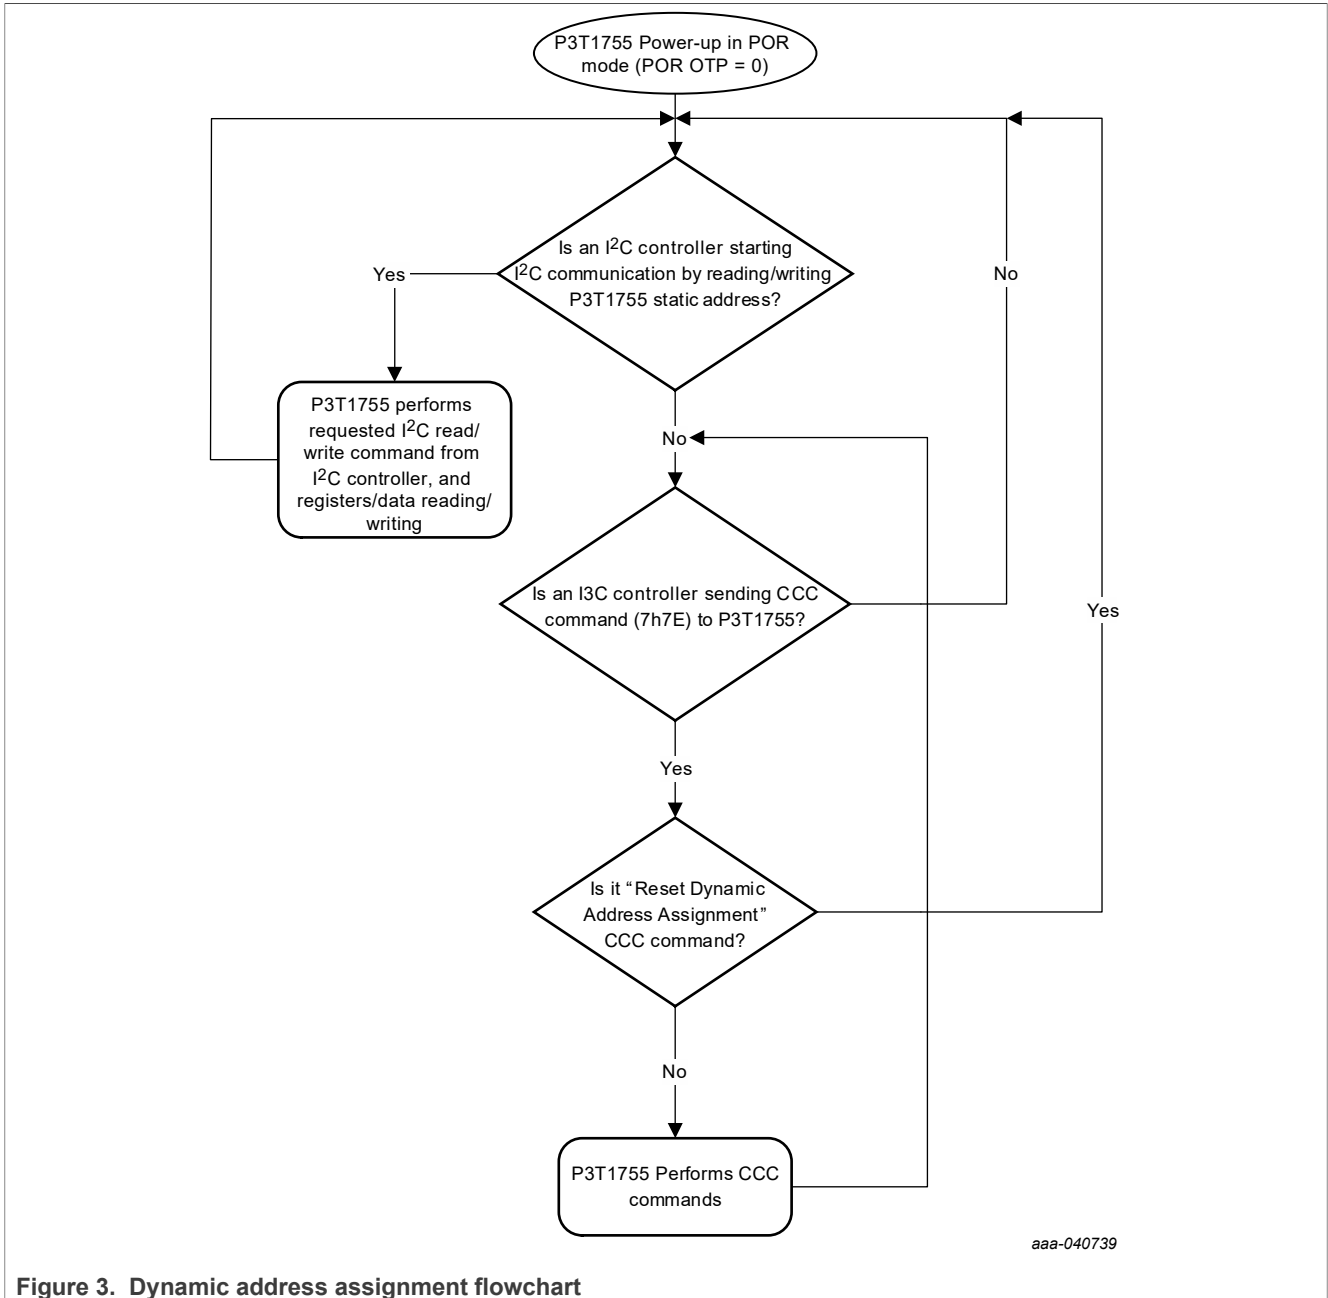 P3T1755 Power-up in POR
mode (POR OTP = 0)
Is an I²C controller starting
I²C communication by reading/writing
P3T1755 static address?
Yes
No
P3T1755 performs
requested I²C read/
write command from
I²C controller, and
registers/data reading/
writing
No
Is an I3C controller sending CCC
command (7h7E) to P3T1755?
Yes
Yes
Is it “Reset Dynamic
Address Assignment”
CCC command?
No
P3T1755 Performs CCC
commands
aaa-040739
Figure 3. Dynamic address assignment flowchart